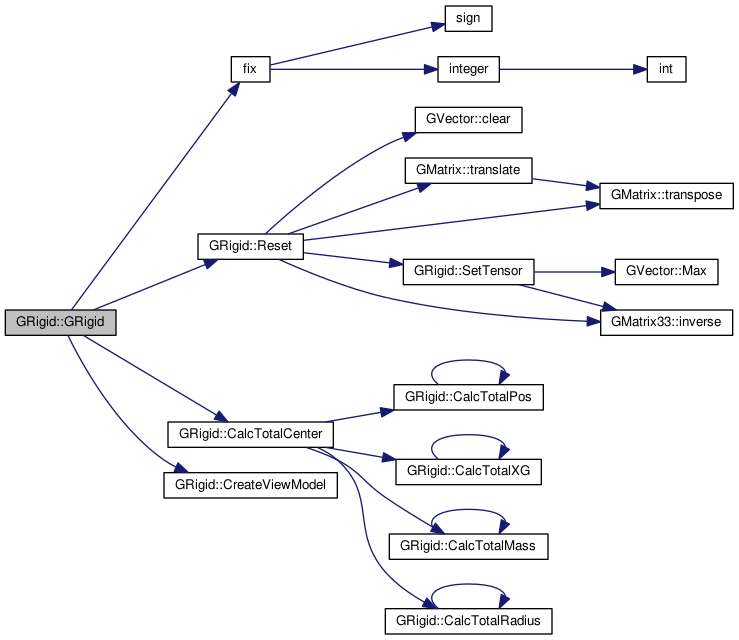 sign
fix
integer
int
GVector::clear
GMatrix::translate
GMatrix::transpose
GRigid::Reset
GRigid::SetTensor
GVector::Max
GRigid::GRigid
GMatrix33::inverse
GRigid::CalcTotalPos
GRigid::CalcTotalCenter
GRigid::CalcTotalXG
GRigid::CreateViewModel
GRigid::CalcTotalMass
GRigid::CalcTotalRadius